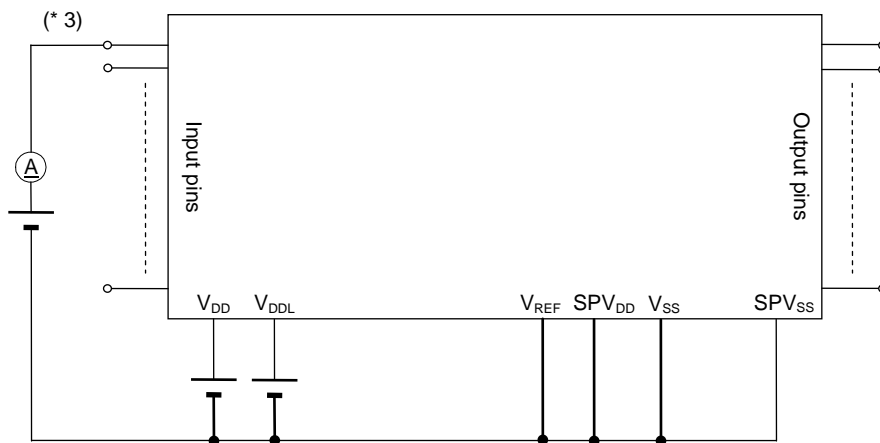 (* 3)
A
Input pins
Output pins
VDD VDDL VREF SPVDD VSS SPVSS